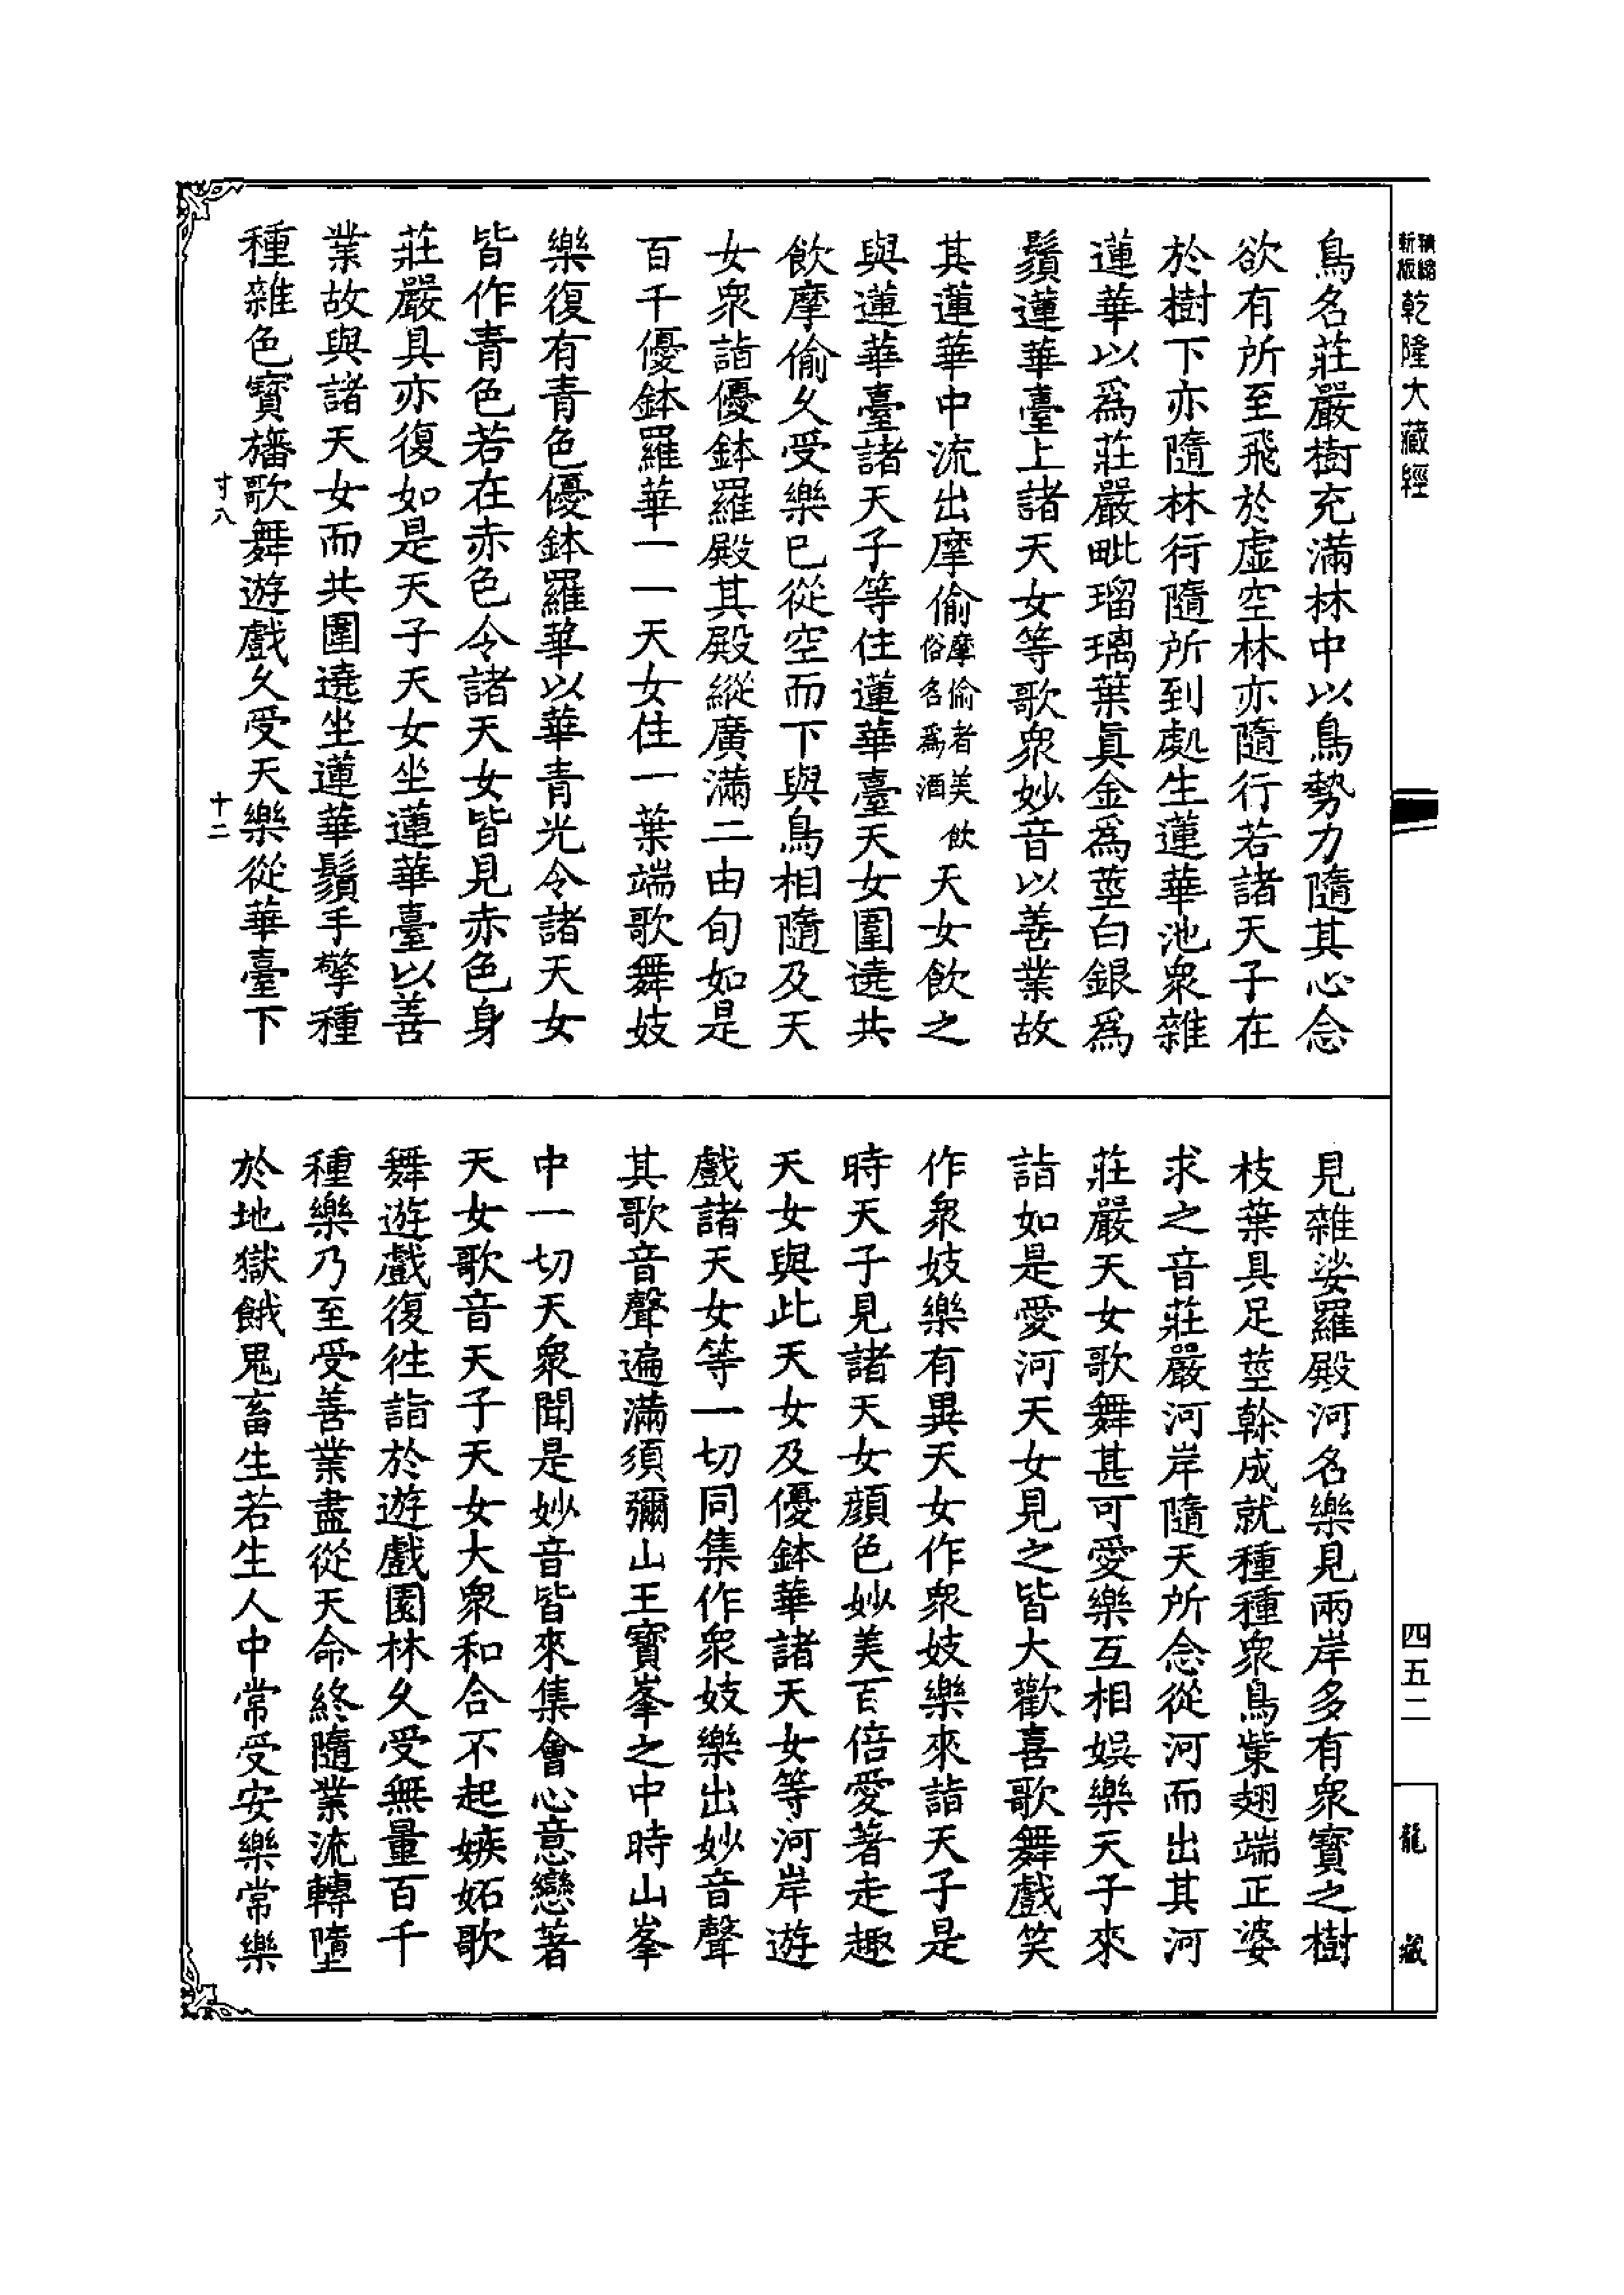 新版
精縮
乾隆大藏經
四五二
龍藏
鳥名莊嚴樹充滿林中以鳥勢力隨其心念
欲有所至飛於虛空林亦隨行若諸天子在
於樹下亦隨林行隨所到處生蓮華池衆雜
蓮華以爲莊嚴毗瑠璃葉真金爲莖白銀爲
鬚蓮華臺上諸天女等歌衆妙音以善業故
其蓮華中流出摩偷摩偷者美飲俗名爲酒天女飲之
與蓮華臺諸天子等住蓮華臺天女圍遶共
飲摩偷久受樂已從空而下與鳥相隨及天
女衆詣優鉢羅殿其殿縱廣滿二由旬如是
百千優鉢羅華一一天女住一葉端歌舞妓
樂復有青色優鉢羅華以華青光令諸天女
皆作青色若在赤色令諸天女皆見赤色身
莊嚴具亦復如是天子天女坐蓮華臺以善
業故與諸天女而共圍遶坐蓮華鬚手擎種
種雜色寶旛歌舞遊戲久受天樂從華臺下
寸八
十二
見雜娑羅殿河名樂見兩岸多有衆寶之樹
枝葉具足莖榦成就種種衆鳥紫翅端正婆
求之音莊嚴河岸隨天所念從河而出其河
莊嚴天女歌舞甚可愛樂互相娛樂天子來
詣如是愛河天女見之皆大歡喜歌舞戲笑
作衆妓樂有異天女作衆妓樂來詣天子是
時天子見諸天女顔色妙美百倍愛著走趣
天女與此天女及優鉢華諸天女等河岸遊
戲諸天女等一切同集作衆妓樂出妙音聲
其歌音聲遍滿須彌山王寶峯之中時山峯
中一切天衆聞是妙音皆來集會心意戀著
天女歌音天子天女大衆和合不起嫉妬歌
舞遊戲復往詣於遊戲園林久受無量百千
種樂乃至受善業盡從天命終隨業流轉墮
於地獄餓鬼畜生若生人中常受安樂常樂